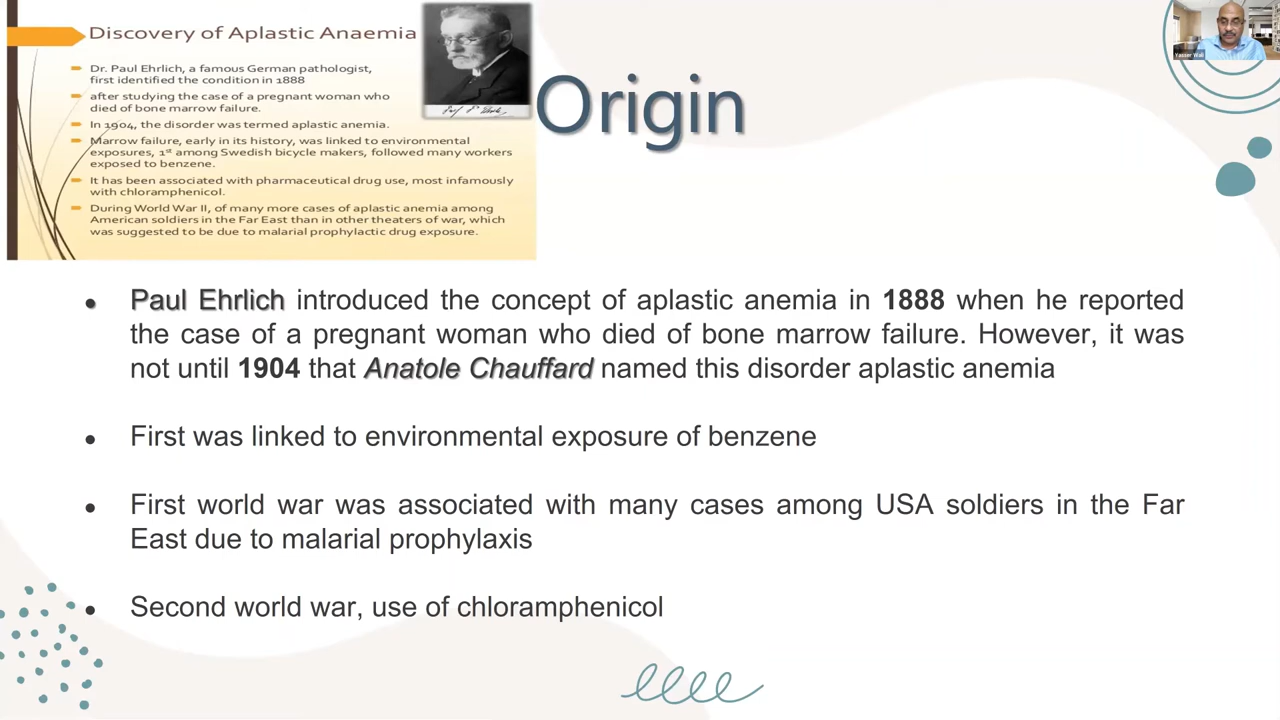 Discovery of Aplastic Anaemia
Dr. Paul Ehrlich, a famous German pathologist,
first identified the condition in 1888
after studying the case of a pregnant woman who
died of bone marrow failure.
In 1904, the disorder was termed aplastic anemia.
Marrow failure, early in its history, was linked to environmental
exposures, 1st among Swedish bicycle makers, followed many workers
exposed to benzene.
It has been associated with pharmaceutical drug use, most infamously
with chloramphenicol.
During World War II, of many more cases of aplastic anemia among
American soldiers in the Far East than in other theaters of war, which
was suggested to be due to malarial prophylactic drug exposure.
Origin
Yasser Wali
● Paul Ehrlich introduced the concept of aplastic anemia in 1888 when he reported
the case of a pregnant woman who died of bone marrow failure. However, it was
not until 1904 that Anatole Chauffard named this disorder aplastic anemia
● First was linked to environmental exposure of benzene
● First world war was associated with many cases among USA soldiers in the Far
East due to malarial prophylaxis
● Second world war, use of chloramphenicol